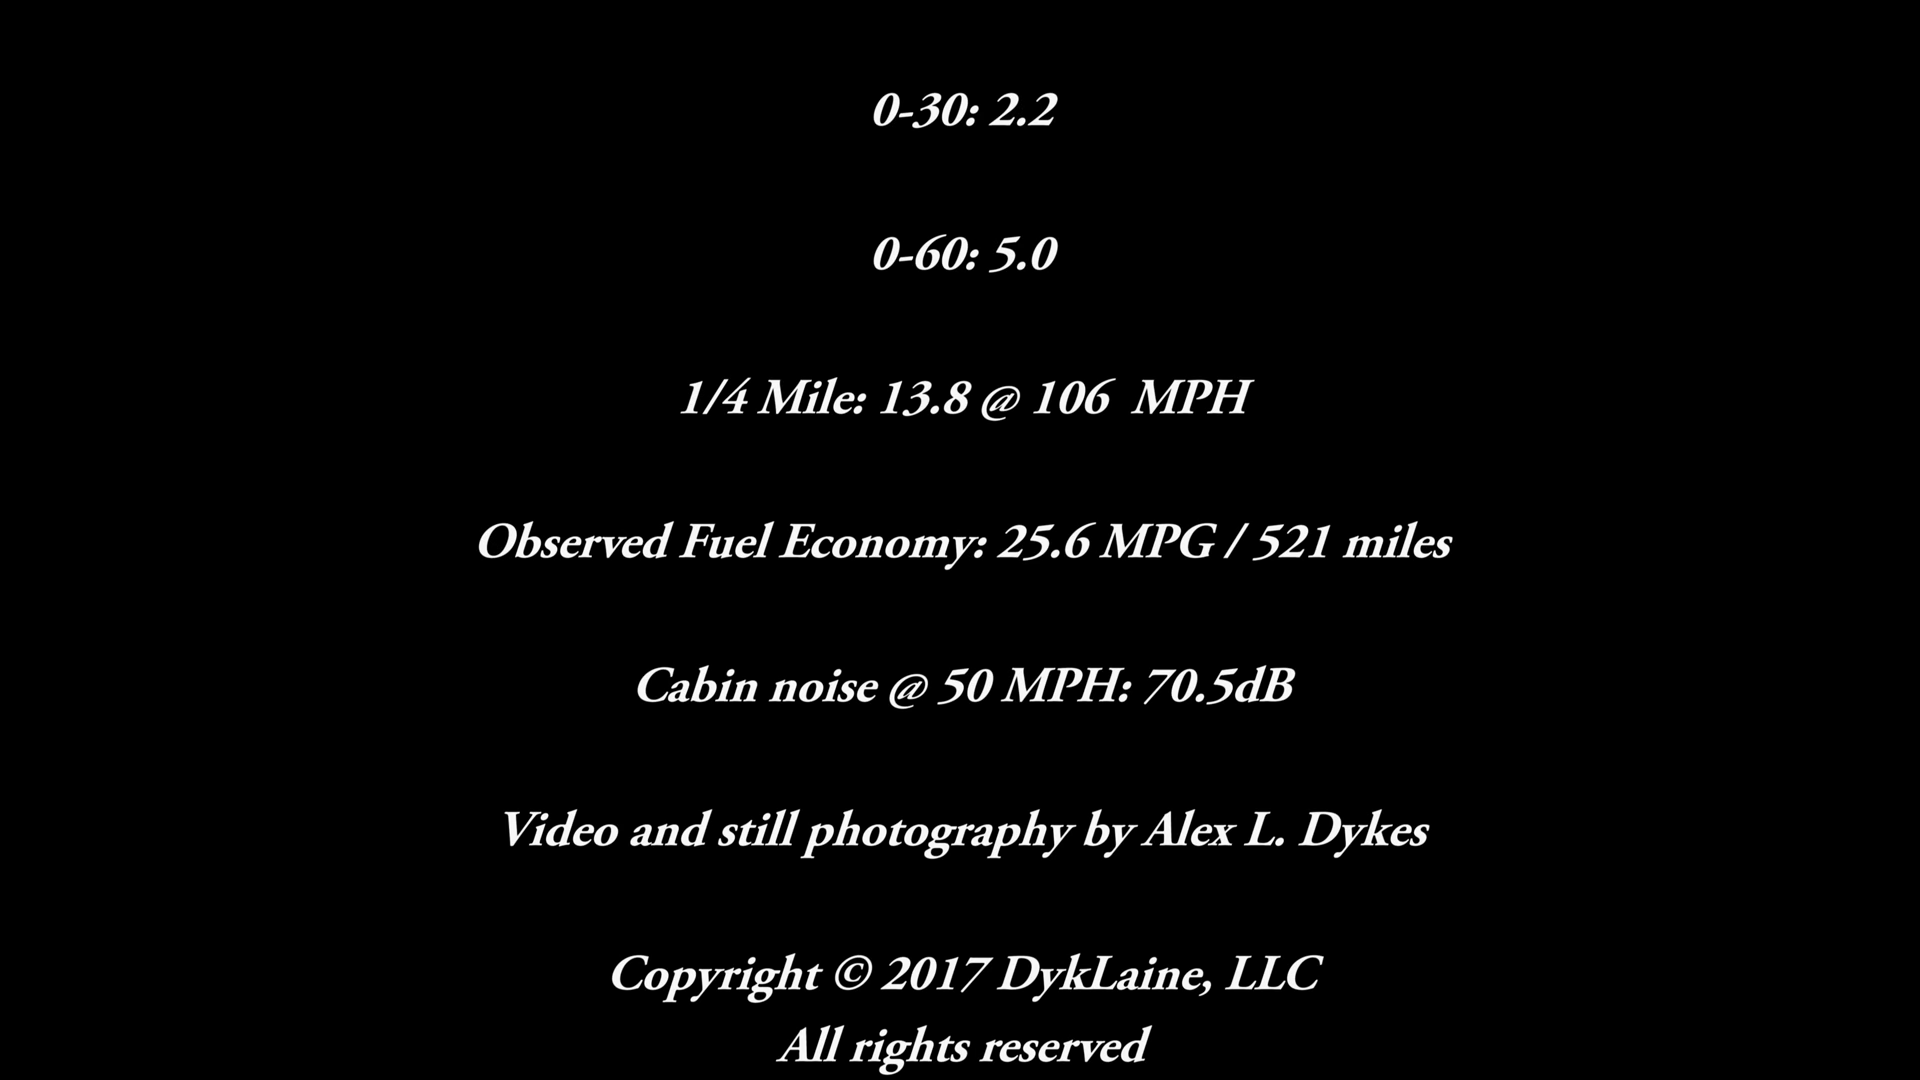 0-30: 2.2
0-60: 5.0
1/4 Mile: 13.8 @ 106  MPH
Observed Fuel Economy: 25.6 MPG / 521 miles
Cabin noise @ 50 MPH: 70.5dB
Video and still photography by Alex L. Dykes
Copyright © 2017 DykLaine, LLC
All rights reserved